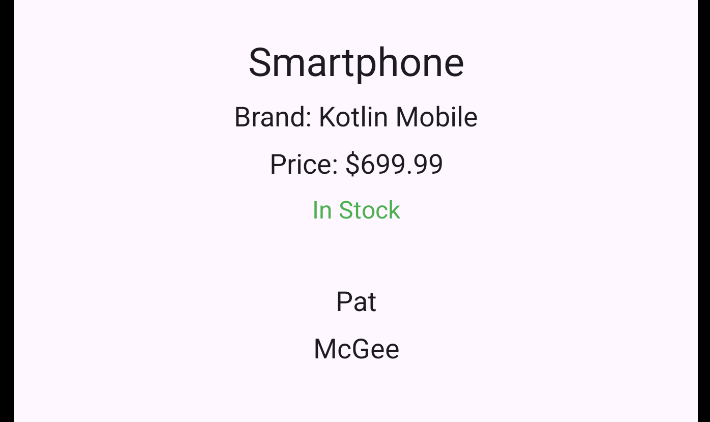 Smartphone
Brand: Kotlin Mobile
Price: $699.99
In Stock
Pat
McGee